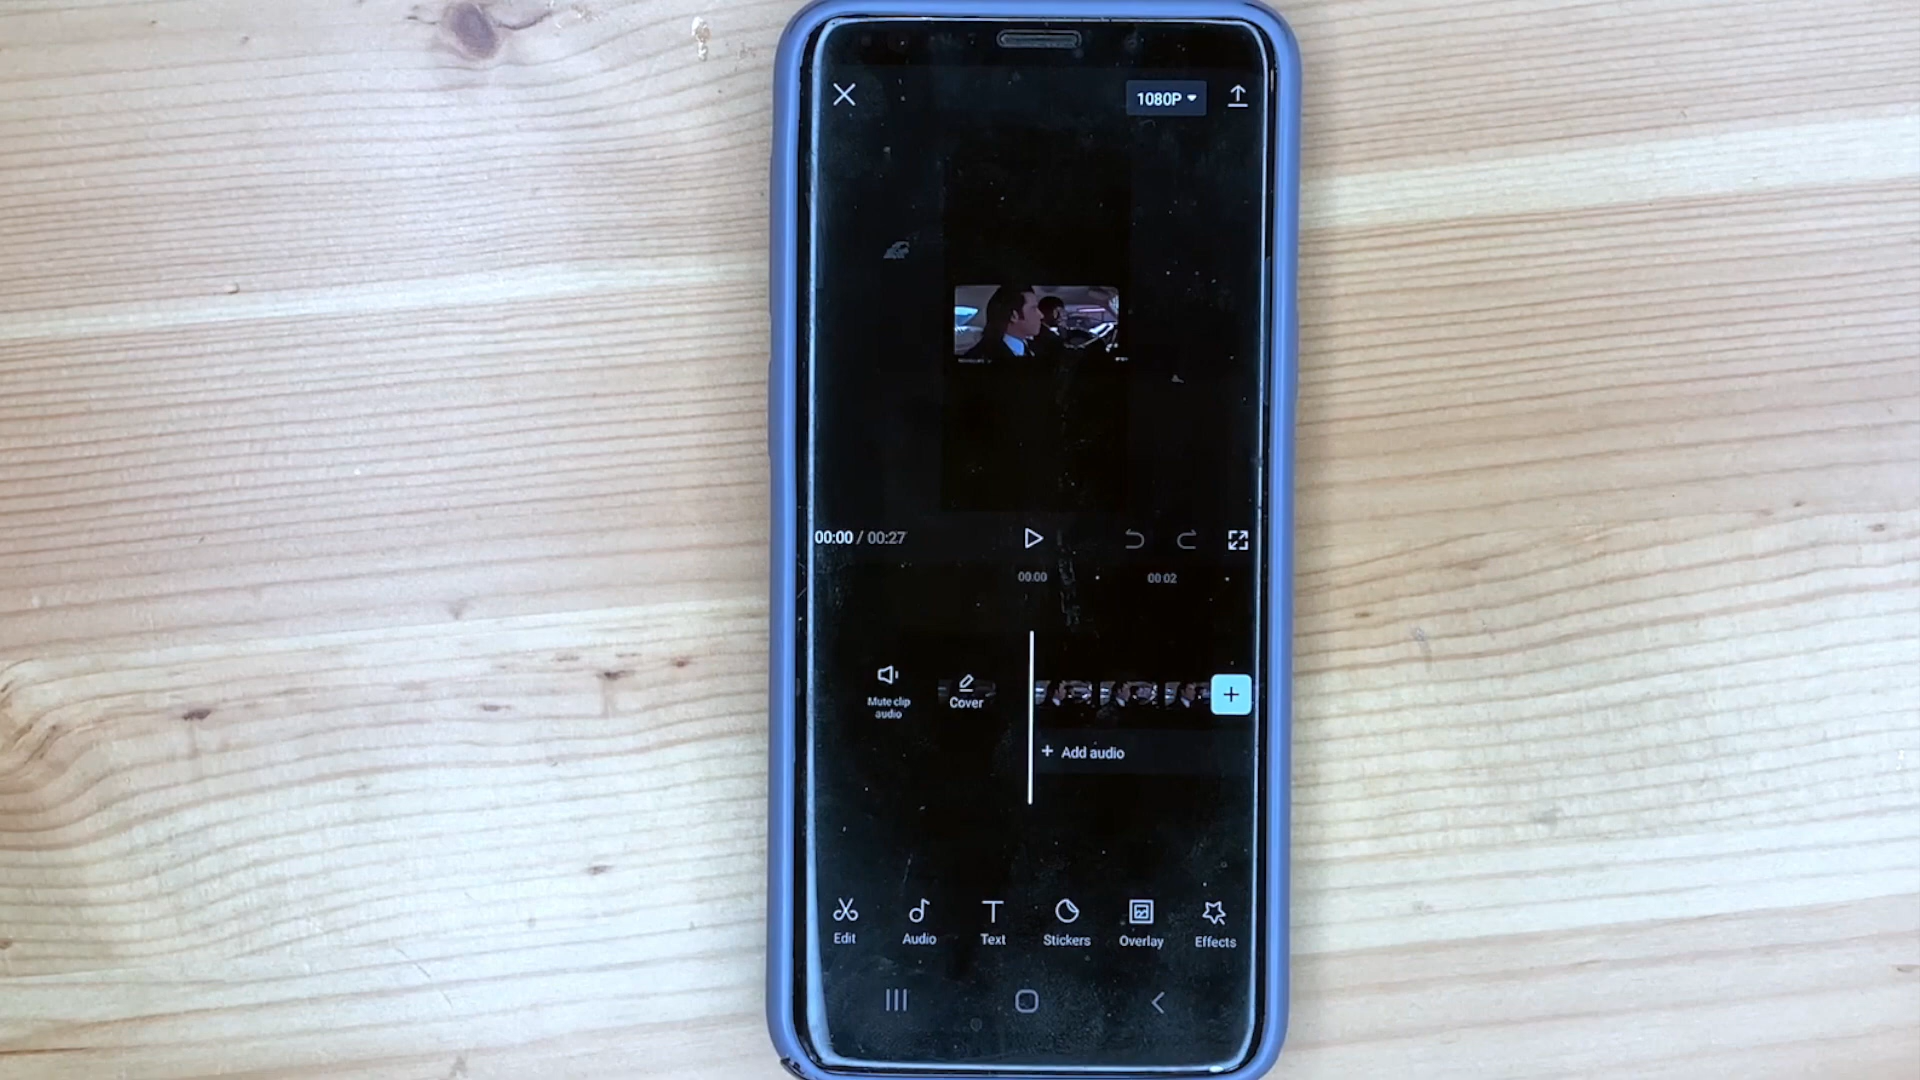 1080P
00:00 / 00:27
00:00
00:02
Mute clip
audio
Cover
+
+ Add audio
Edit
Audio
Text
Stickers
Overlay
Effects